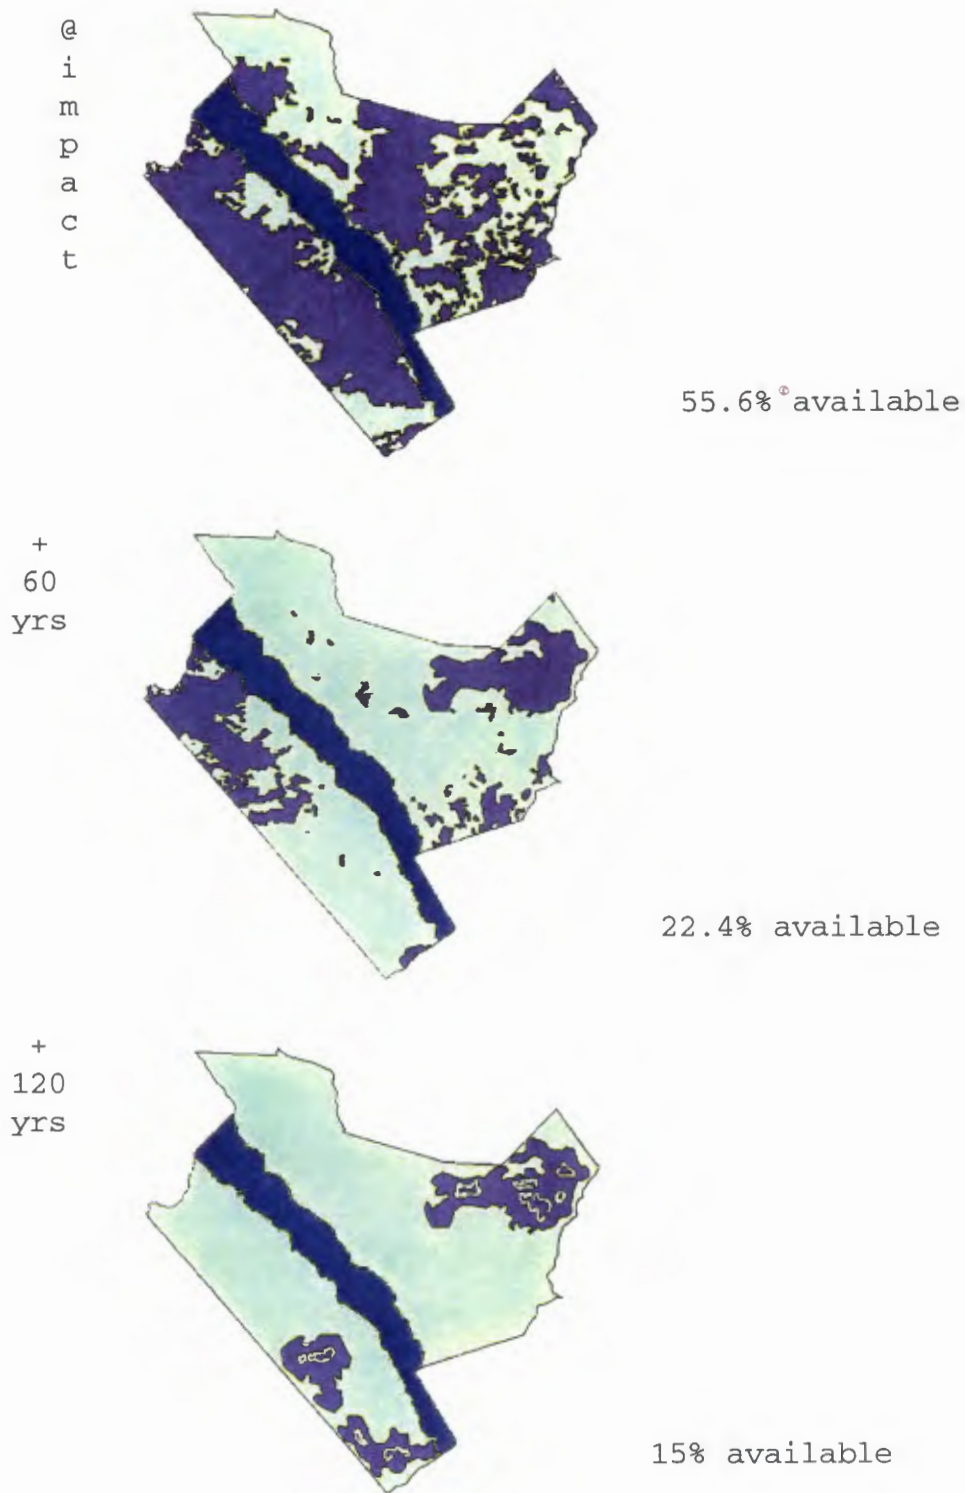 @
i
m
p
a
c
t
55.6% available
+
60
yrs
22.4% available
+
120
yrs
15% available